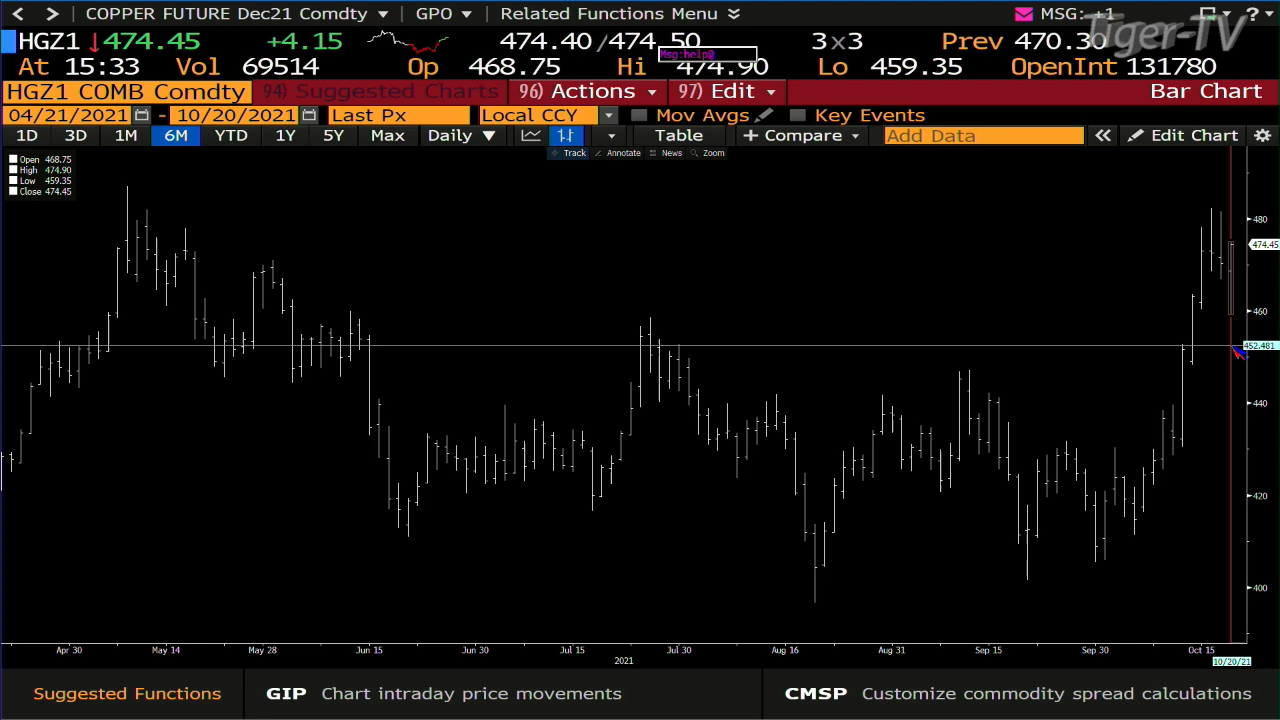 COPPER FUTURE Dec21 Comdty GPO Related Functions Menu MSG: +1 ?
Tiger-TV
HGZ1 474.45 +4.15 474.40/474.50 3x3 Prev 470.30
Msg:help@
At 15:33 Vol 69514 Op 468.75 Hi 474.90 Lo 459.35 OpenInt 131780
HGZ1 COMB Comdty 94) Suggested Charts 96) Actions 97) Edit Bar Chart
04/21/2021 - 10/20/2021 Last Px Local CCY Mov Avgs Key Events
1D 3D 1M 6M YTD 1Y 5Y Max Daily Table + Compare Add Data Edit Chart
Track Annotate News Zoom
Open 468.75
High 474.90
Low 459.35
Close 474.45
480
474.45
460
452.481
440
420
400
Apr 30 May 14 May 28 Jun 15 Jun 30 Jul 15 Jul 30 Aug 16 Aug 31 Sep 15 Sep 30 Oct 15
2021 10/20/21
Suggested Functions GIP Chart intraday price movements CMSP Customize commodity spread calculations